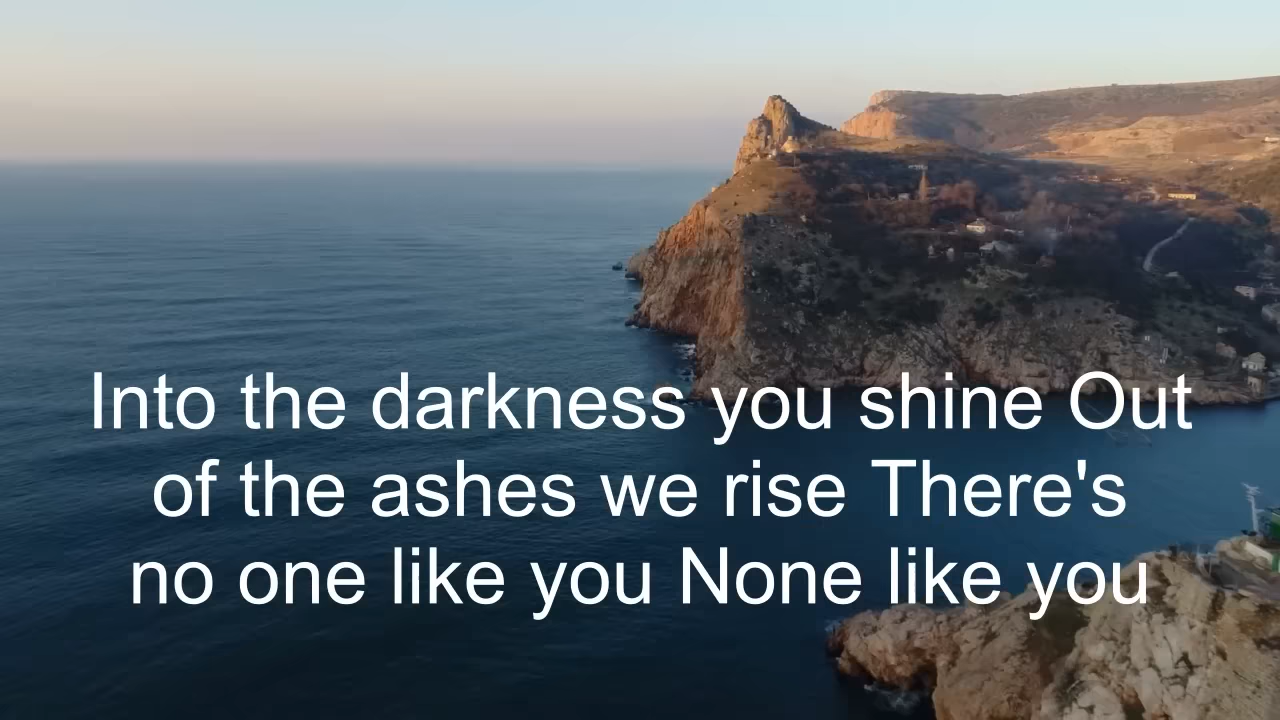 Into the darkness you shine Out
of the ashes we rise There's
no one like you None like you